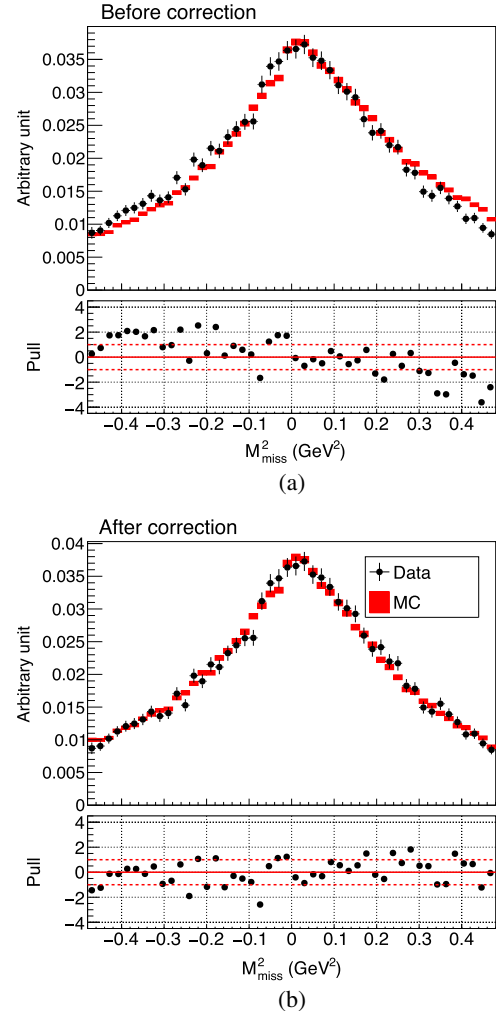 Before correction
0.035
0.03
0.025
0.02
0.015
0.01
0.005
0
Arbitrary unit
4
2
0
−2
−4
Pull
−0.4 −0.3 −0.2 −0.1 0 0.1 0.2 0.3 0.4
M²miss (GeV²)
(a)
After correction
0.04
0.035
0.03
0.025
0.02
0.015
0.01
0.005
0
Arbitrary unit
Data
MC
4
2
0
−2
−4
Pull
−0.4 −0.3 −0.2 −0.1 0 0.1 0.2 0.3 0.4
M²miss (GeV²)
(b)